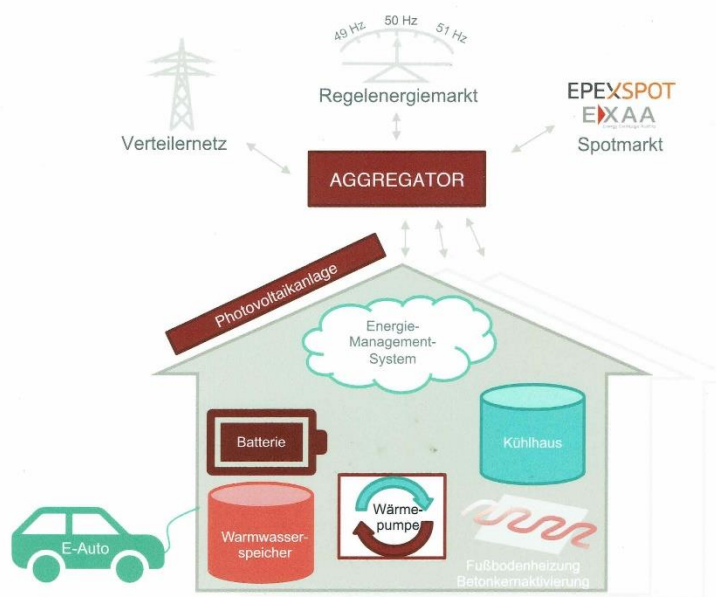 49 Hz 50 Hz 51 Hz
Regelenergiemarkt
Verteilernetz
EPEXSPOT
EXAA
Spotmarkt
AGGREGATOR
Photovoltaikanlage
Energie-
Management-
System
Batterie
Kühlhaus
Wärme-
pumpe
Warmwasser-
speicher
E-Auto
Fußbodenheizung
Betonkernaktivierung